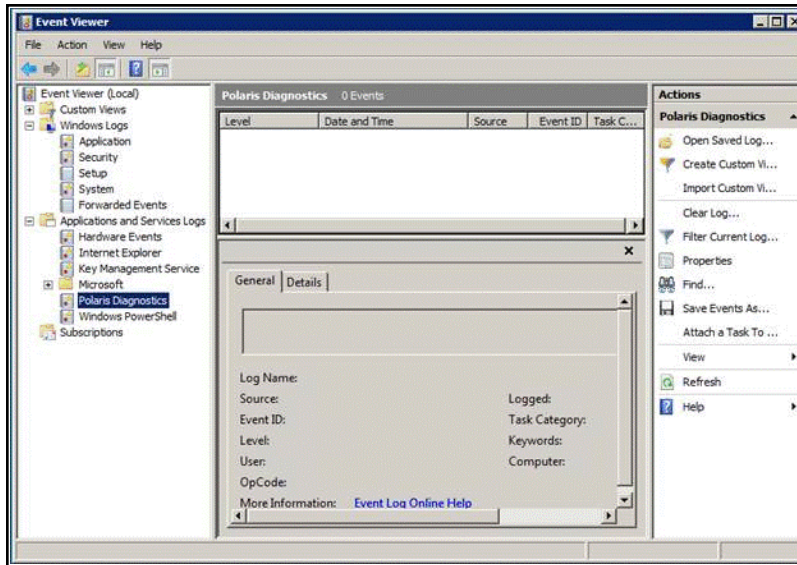 Event Viewer
File Action View Help
Event Viewer (Local)
Custom Views
Windows Logs
Application
Security
Setup
System
Forwarded Events
Applications and Services Logs
Hardware Events
Internet Explorer
Key Management Service
Microsoft
Polaris Diagnostics
Windows PowerShell
Subscriptions
Polaris Diagnostics 0 Events
Level Date and Time Source Event ID Task C...
General Details
Log Name:
Source: Logged:
Event ID: Task Category:
Level: Keywords:
User: Computer:
OpCode:
More Information: Event Log Online Help
Actions
Polaris Diagnostics
Open Saved Log...
Create Custom Vi...
Import Custom Vi...
Clear Log...
Filter Current Log...
Properties
Find...
Save Events As...
Attach a Task To ...
View
Refresh
Help